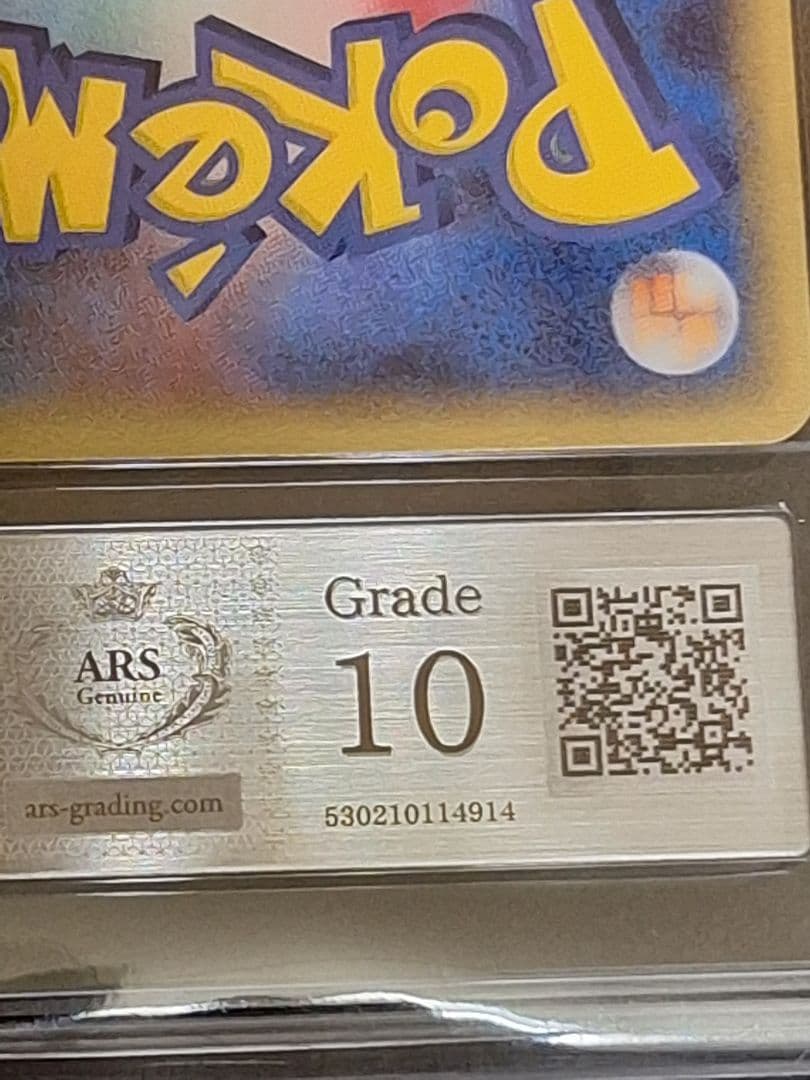 POKéM
ARS
Genuine
ars-grading.com
Grade
10
530210114914